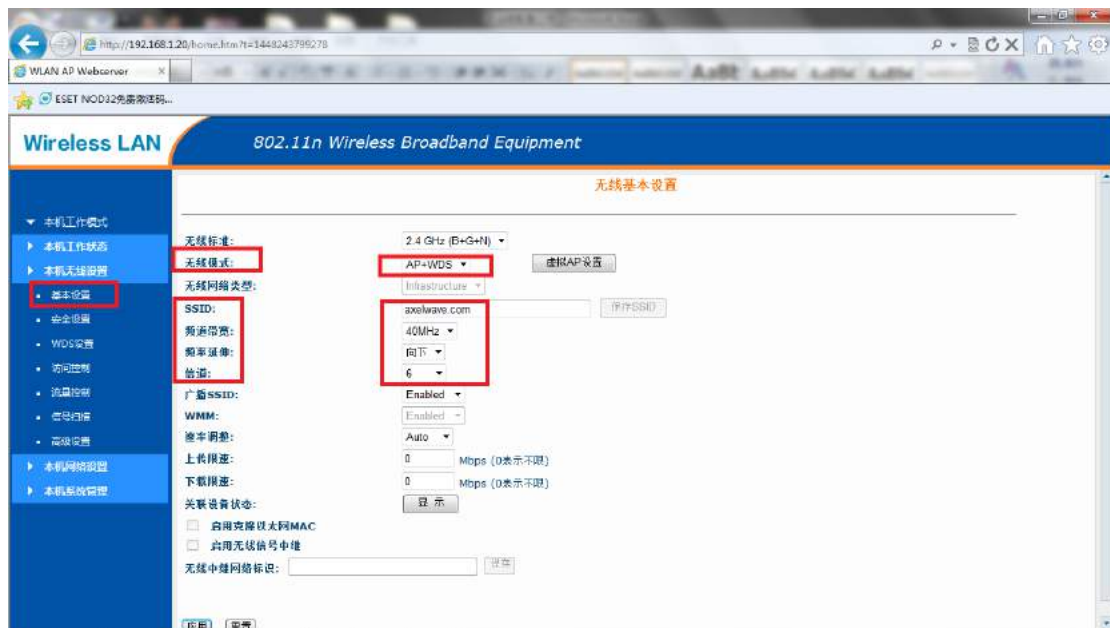 http://192.168.1.20/home.htm?t=1448243799278
WLAN AP Webserver
ESET NOD32免费激活码...
Wireless LAN
802.11n Wireless Broadband Equipment
无线基本设置
本机工作模式
本机工作状态
本机无线设置
基本设置
安全设置
WDS设置
访问控制
流量控制
信号扫描
高级设置
本机网络设置
本机系统管理
无线标准: 2.4 GHz (B+G+N)
无线模式: AP+WDS 虚拟AP设置
无线网络类型: Infrastructure
SSID: axelwave.com 保存SSID
频道带宽: 40MHz
频率延伸: 向下
信道: 6
广播SSID: Enabled
WMM: Enabled
速率调整: Auto
上传限速: 0 Mbps (0表示不限)
下载限速: 0 Mbps (0表示不限)
关联设备状态: 显 示
启用克隆以太网MAC
启用无线信号中继
无线中继网络标识:
应用 重置